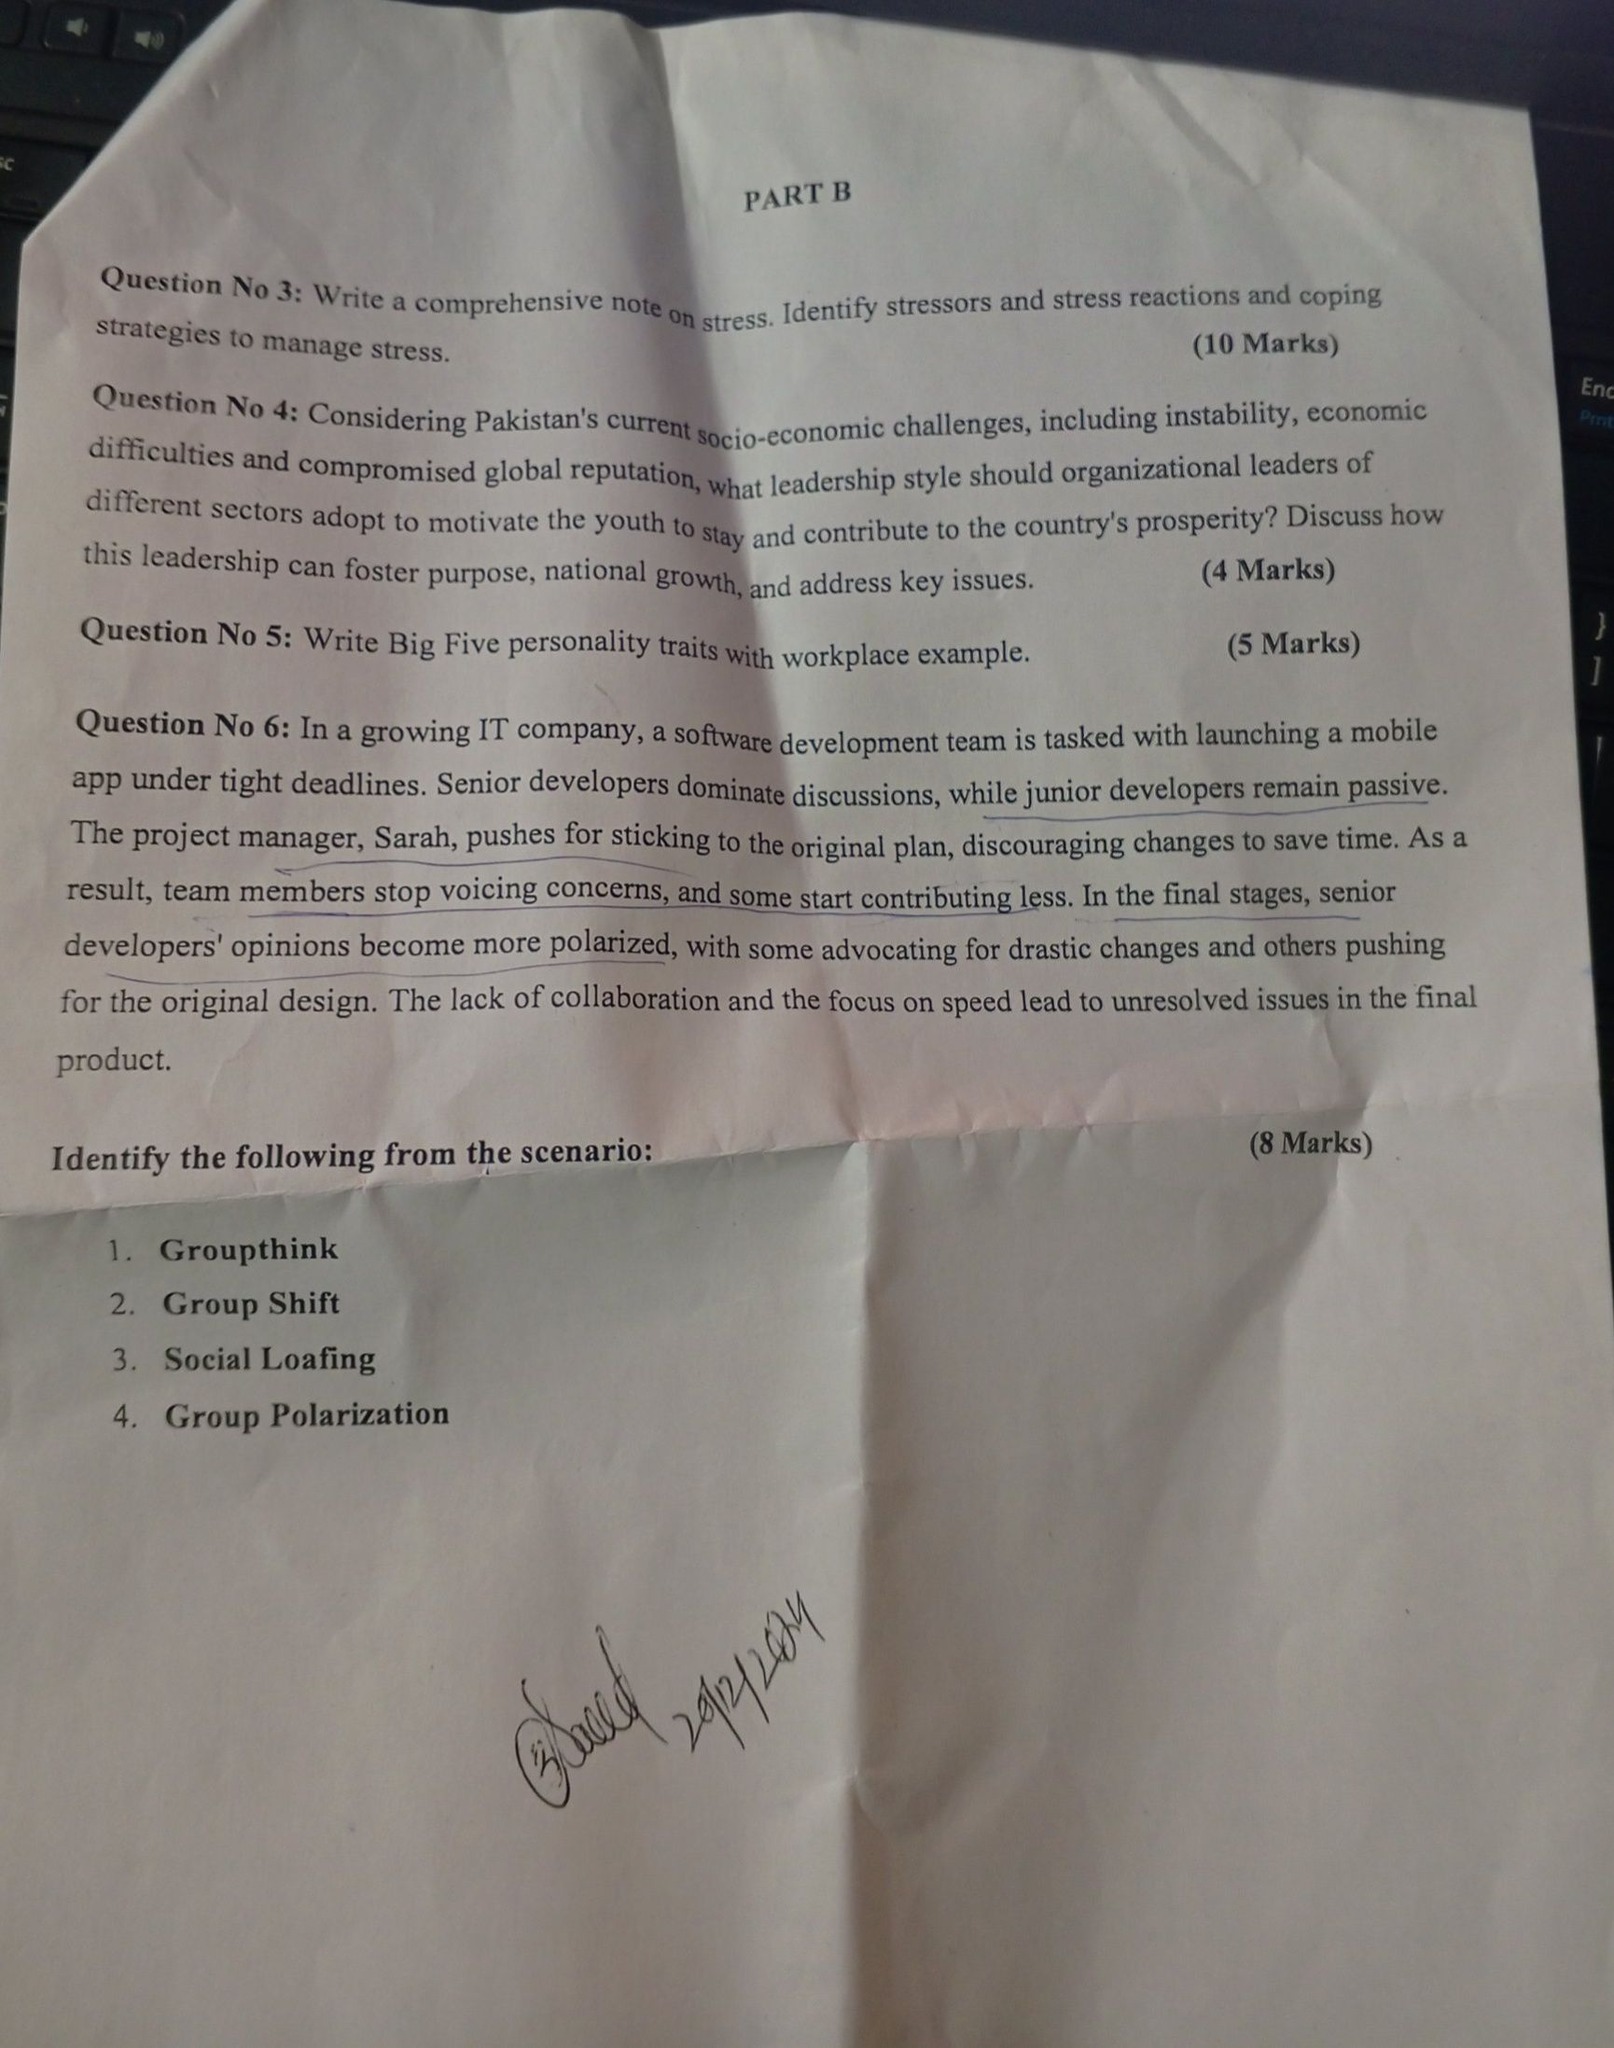 PART B
Question No 3: Write a comprehensive note on stress. Identify stressors and stress reactions and coping
strategies to manage stress. (10 Marks)
Question No 4: Considering Pakistan's current socio-economic challenges, including instability, economic
difficulties and compromised global reputation, what leadership style should organizational leaders of
different sectors adopt to motivate the youth to stay and contribute to the country's prosperity? Discuss how
this leadership can foster purpose, national growth, and address key issues. (4 Marks)
Question No 5: Write Big Five personality traits with workplace example. (5 Marks)
Question No 6: In a growing IT company, a software development team is tasked with launching a mobile
app under tight deadlines. Senior developers dominate discussions, while junior developers remain passive.
The project manager, Sarah, pushes for sticking to the original plan, discouraging changes to save time. As a
result, team members stop voicing concerns, and some start contributing less. In the final stages, senior
developers' opinions become more polarized, with some advocating for drastic changes and others pushing
for the original design. The lack of collaboration and the focus on speed lead to unresolved issues in the final
product.
Identify the following from the scenario: (8 Marks)
1. Groupthink
2. Group Shift
3. Social Loafing
4. Group Polarization